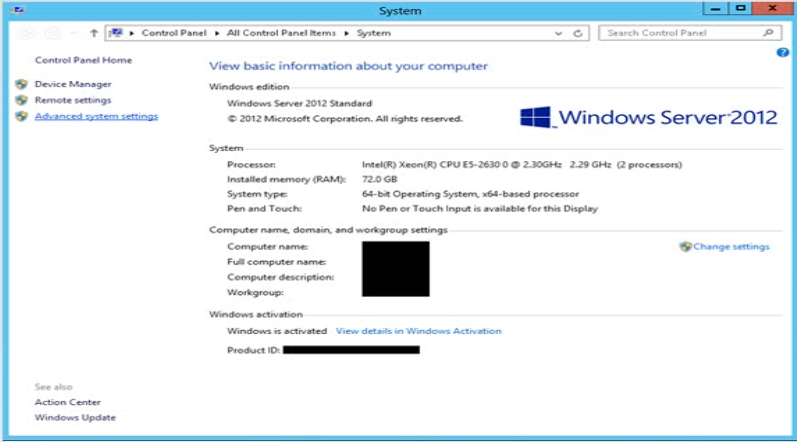 System
Control Panel All Control Panel Items System
Search Control Panel
Control Panel Home
Device Manager
Remote settings
Advanced system settings
View basic information about your computer
Windows edition
Windows Server 2012 Standard
© 2012 Microsoft Corporation. All rights reserved.
Windows Server 2012
System
Processor: Intel(R) Xeon(R) CPU E5-2630 0 @ 2.30GHz 2.29 GHz (2 processors)
Installed memory (RAM): 72.0 GB
System type: 64-bit Operating System, x64-based processor
Pen and Touch: No Pen or Touch Input is available for this Display
Computer name, domain, and workgroup settings
Computer name:
Change settings
Full computer name:
Computer description:
Workgroup:
Windows activation
Windows is activated View details in Windows Activation
Product ID:
See also
Action Center
Windows Update